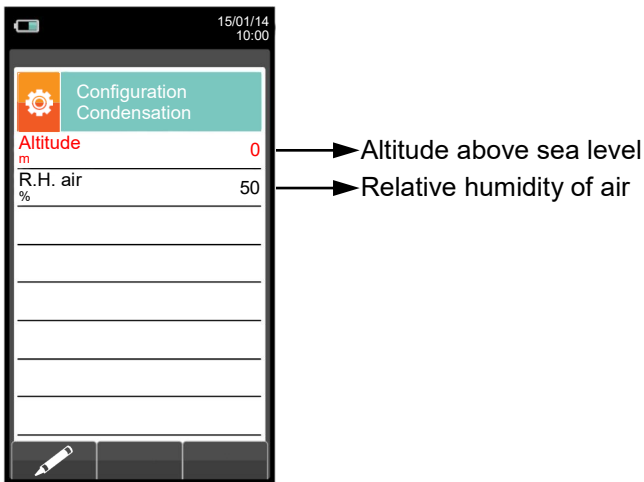 15/01/14
10:00
Configuration
Condensation
Altitude
m
0
Altitude above sea level
R.H. air
%
50
Relative humidity of air